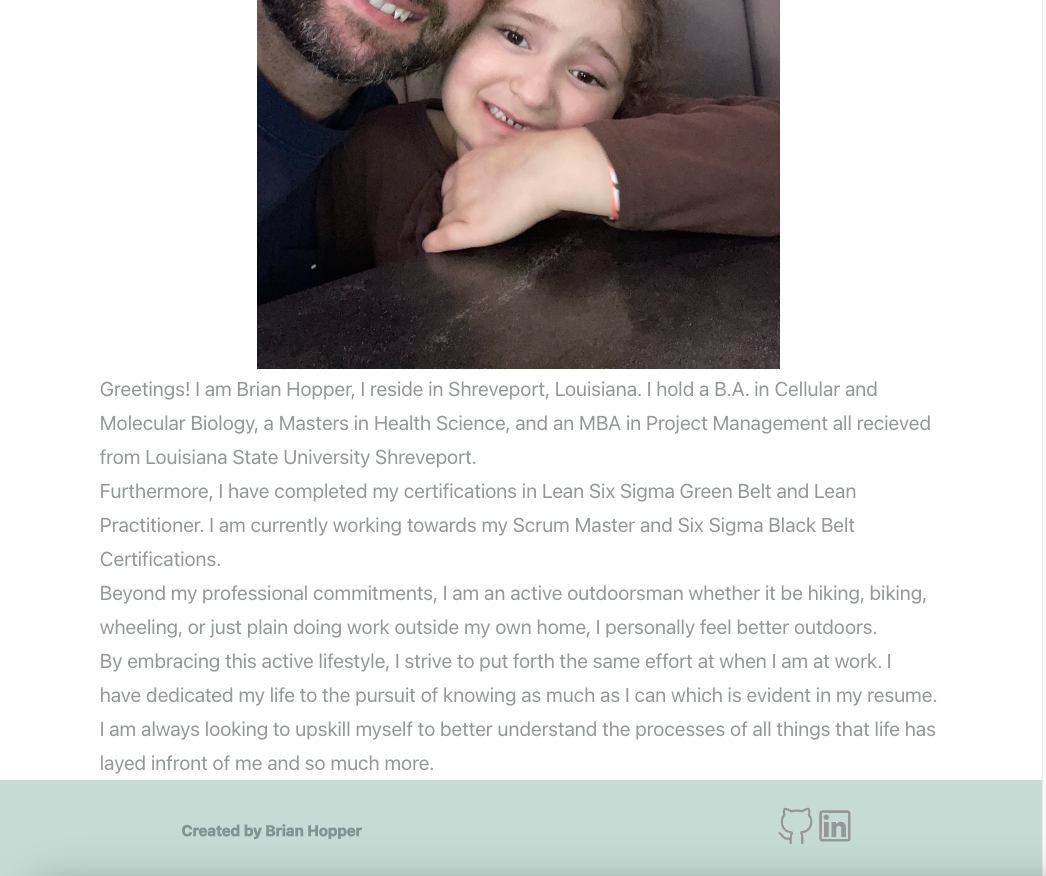 Greetings! I am Brian Hopper, I reside in Shreveport, Louisiana. I hold a B.A. in Cellular and
Molecular Biology, a Masters in Health Science, and an MBA in Project Management all recieved
from Louisiana State University Shreveport.
Furthermore, I have completed my certifications in Lean Six Sigma Green Belt and Lean
Practitioner. I am currently working towards my Scrum Master and Six Sigma Black Belt
Certifications.
Beyond my professional commitments, I am an active outdoorsman whether it be hiking, biking,
wheeling, or just plain doing work outside my own home, I personally feel better outdoors.
By embracing this active lifestyle, I strive to put forth the same effort at when I am at work. I
have dedicated my life to the pursuit of knowing as much as I can which is evident in my resume.
I am always looking to upskill myself to better understand the processes of all things that life has
layed infront of me and so much more.
Created by Brian Hopper
in